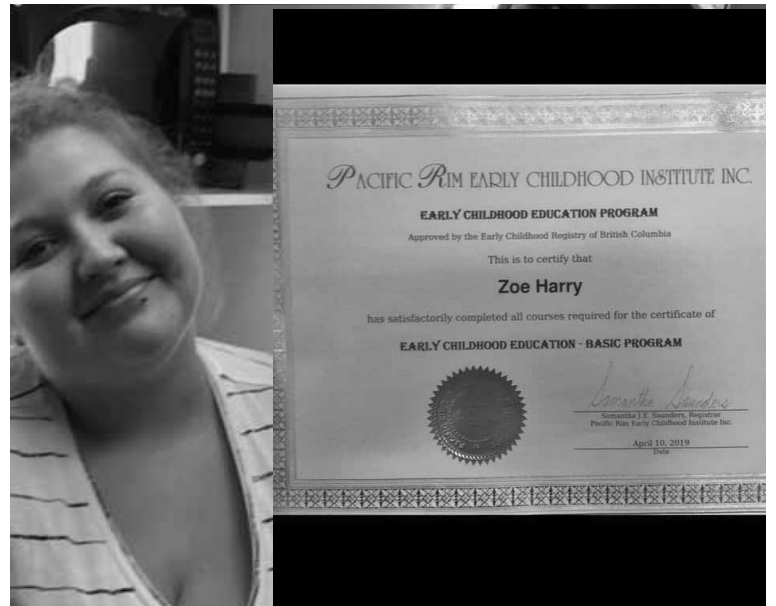 PACIFIC RIM EARLY CHILDHOOD INSTITUTE INC.
EARLY CHILDHOOD EDUCATION PROGRAM
Approved by the Early Childhood Registry of British Columbia
This is to certify that
Zoe Harry
has satisfactorily completed all courses required for the certificate of
EARLY CHILDHOOD EDUCATION - BASIC PROGRAM
Samantha Saunders
Samantha J.E. Saunders, Registrar
Pacific Rim Early Childhood Institute Inc.
April 10, 2019
Date